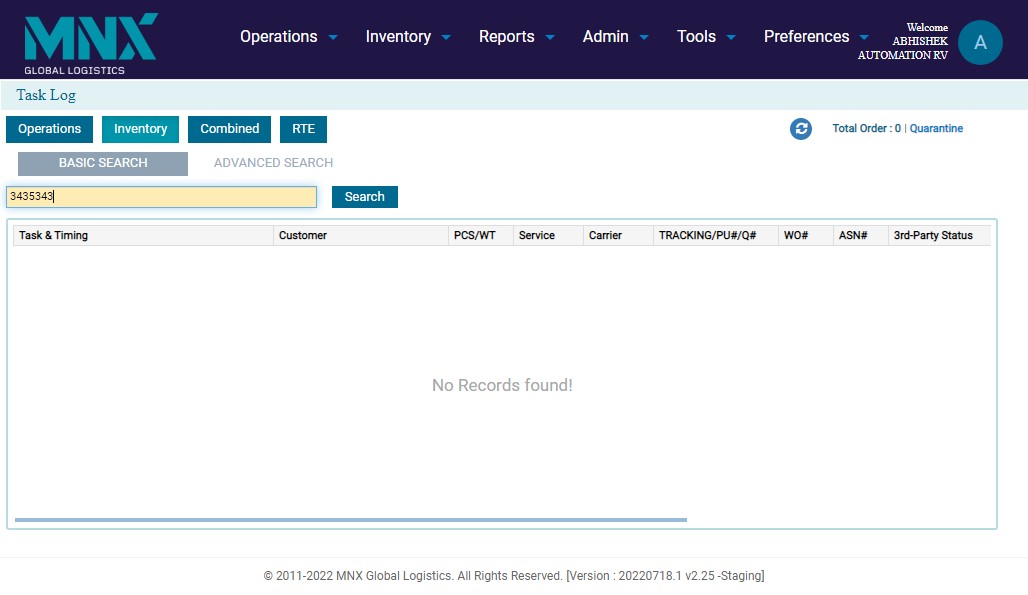 MNX
GLOBAL LOGISTICS
Operations Inventory Reports Admin Tools Preferences
Welcome
ABHISHEK
AUTOMATION RV
A
Task Log
Operations Inventory Combined RTE
Total Order : 0 | Quarantine
BASIC SEARCH ADVANCED SEARCH
3435343 Search
Task & Timing Customer PCS/WT Service Carrier TRACKING/PU#/Q# WO# ASN# 3rd-Party Status
No Records found!
© 2011-2022 MNX Global Logistics. All Rights Reserved. [Version : 20220718.1 v2.25 -Staging]